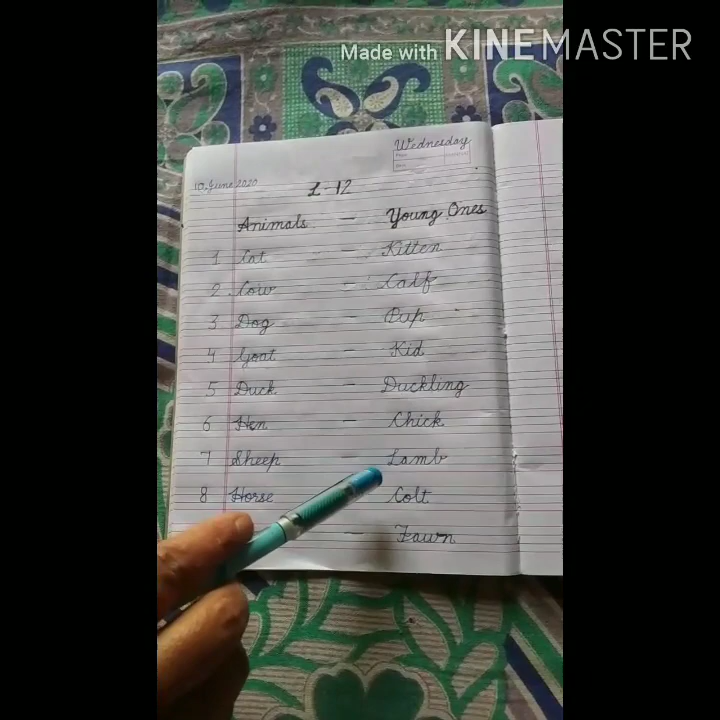 Made with KINEMASTER
Wednesday
10, June 2020
L-12
Animals - Young Ones
1 Cat - Kitten
2 Cow - Calf
3 Dog - Pup
4 Goat - Kid
5 Duck - Duckling
6 Hen - Chick
7 Sheep - Lamb
8 Horse - Colt
- Fawn